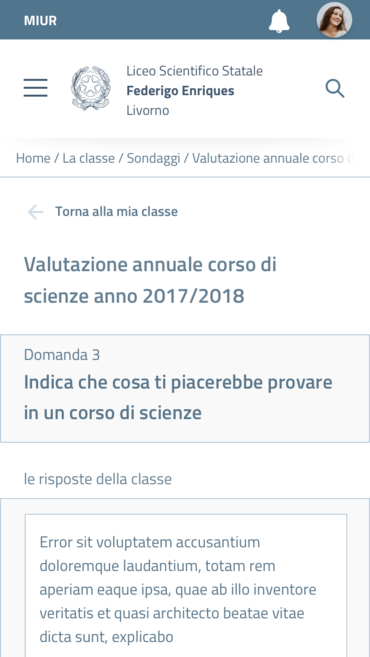 MIUR
Liceo Scientifico Statale
Federigo Enriques
Livorno
Home / La classe / Sondaggi / Valutazione annuale corso
Torna alla mia classe
Valutazione annuale corso di
scienze anno 2017/2018
Domanda 3
Indica che cosa ti piacerebbe provare
in un corso di scienze
le risposte della classe
Error sit voluptatem accusantium
doloremque laudantium, totam rem
aperiam eaque ipsa, quae ab illo inventore
veritatis et quasi architecto beatae vitae
dicta sunt, explicabo